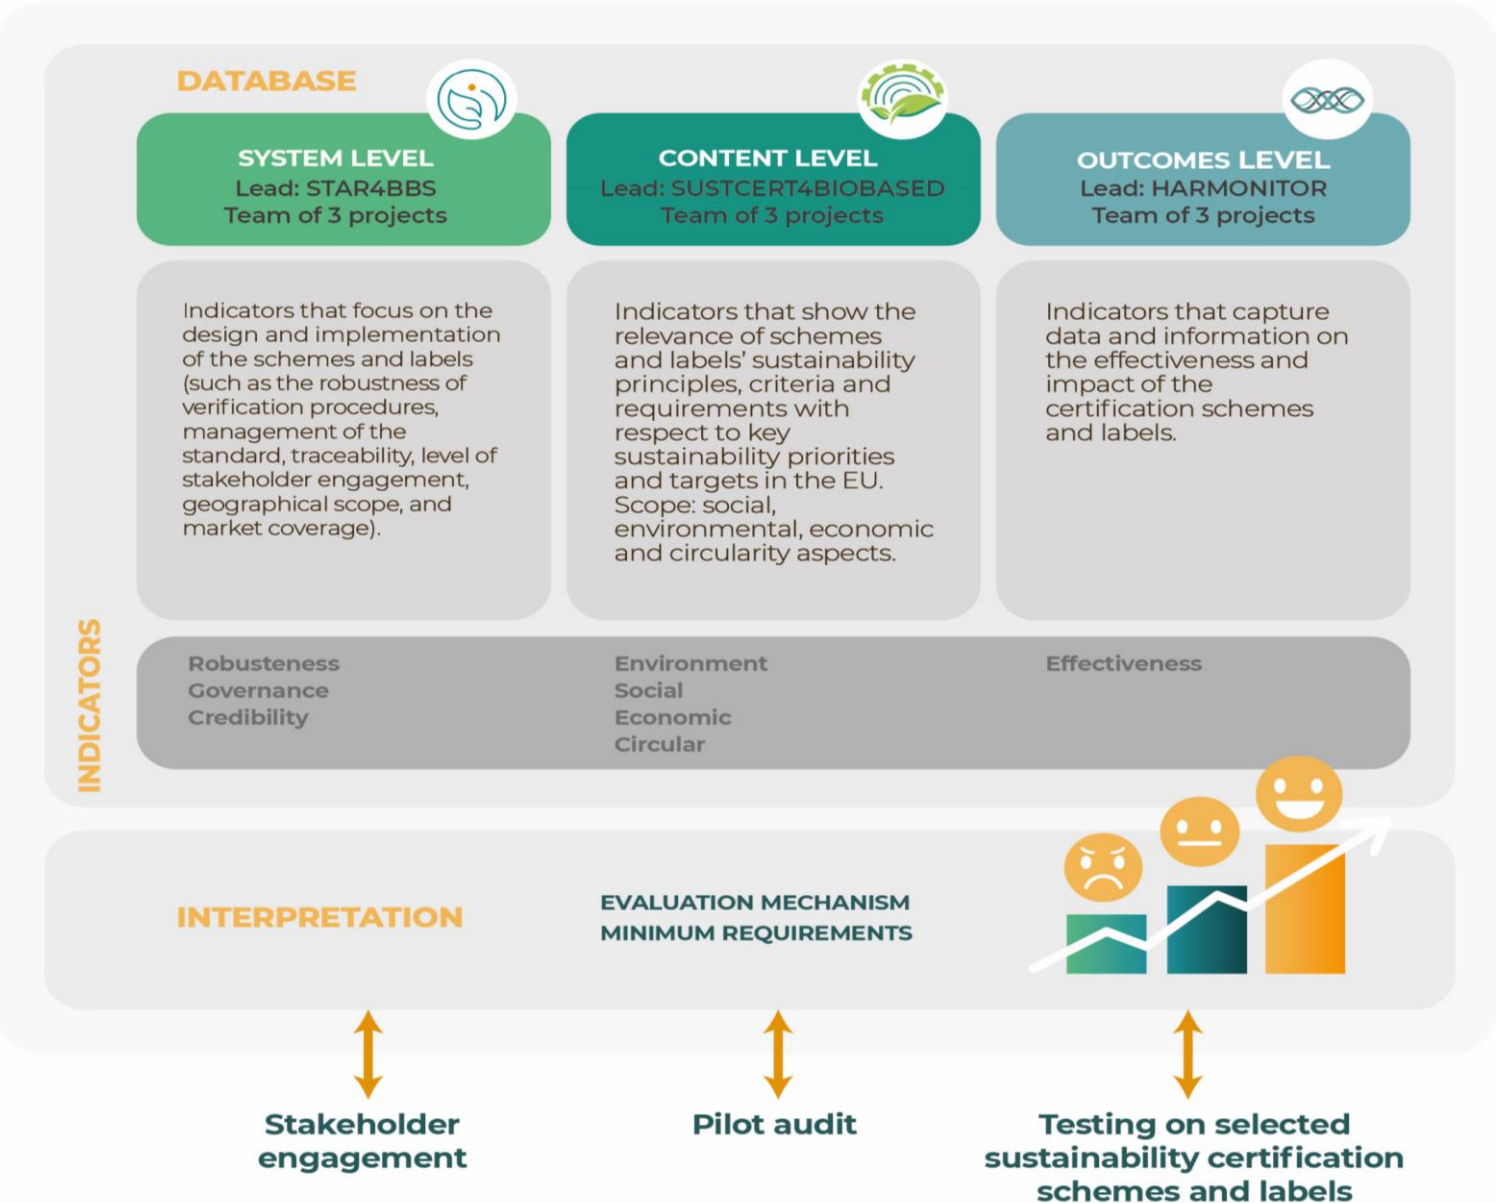 DATABASE
SYSTEM LEVEL
Lead: STAR4BBS
Team of 3 projects
CONTENT LEVEL
Lead: SUSTCERT4BIOBASED
Team of 3 projects
OUTCOMES LEVEL
Lead: HARMONITOR
Team of 3 projects
Indicators that focus on the
design and implementation
of the schemes and labels
(such as the robustness of
verification procedures,
management of the
standard, traceability, level of
stakeholder engagement,
geographical scope, and
market coverage).
Indicators that show the
relevance of schemes
and labels' sustainability
principles, criteria and
requirements with
respect to key
sustainability priorities
and targets in the EU.
Scope: social,
environmental, economic
and circularity aspects.
Indicators that capture
data and information on
the effectiveness and
impact of the
certification schemes
and labels.
INDICATORS
Robusteness
Governance
Credibility
Environment
Social
Economic
Circular
Effectiveness
INTERPRETATION
EVALUATION MECHANISM
MINIMUM REQUIREMENTS
Stakeholder
engagement
Pilot audit
Testing on selected
sustainability certification
schemes and labels